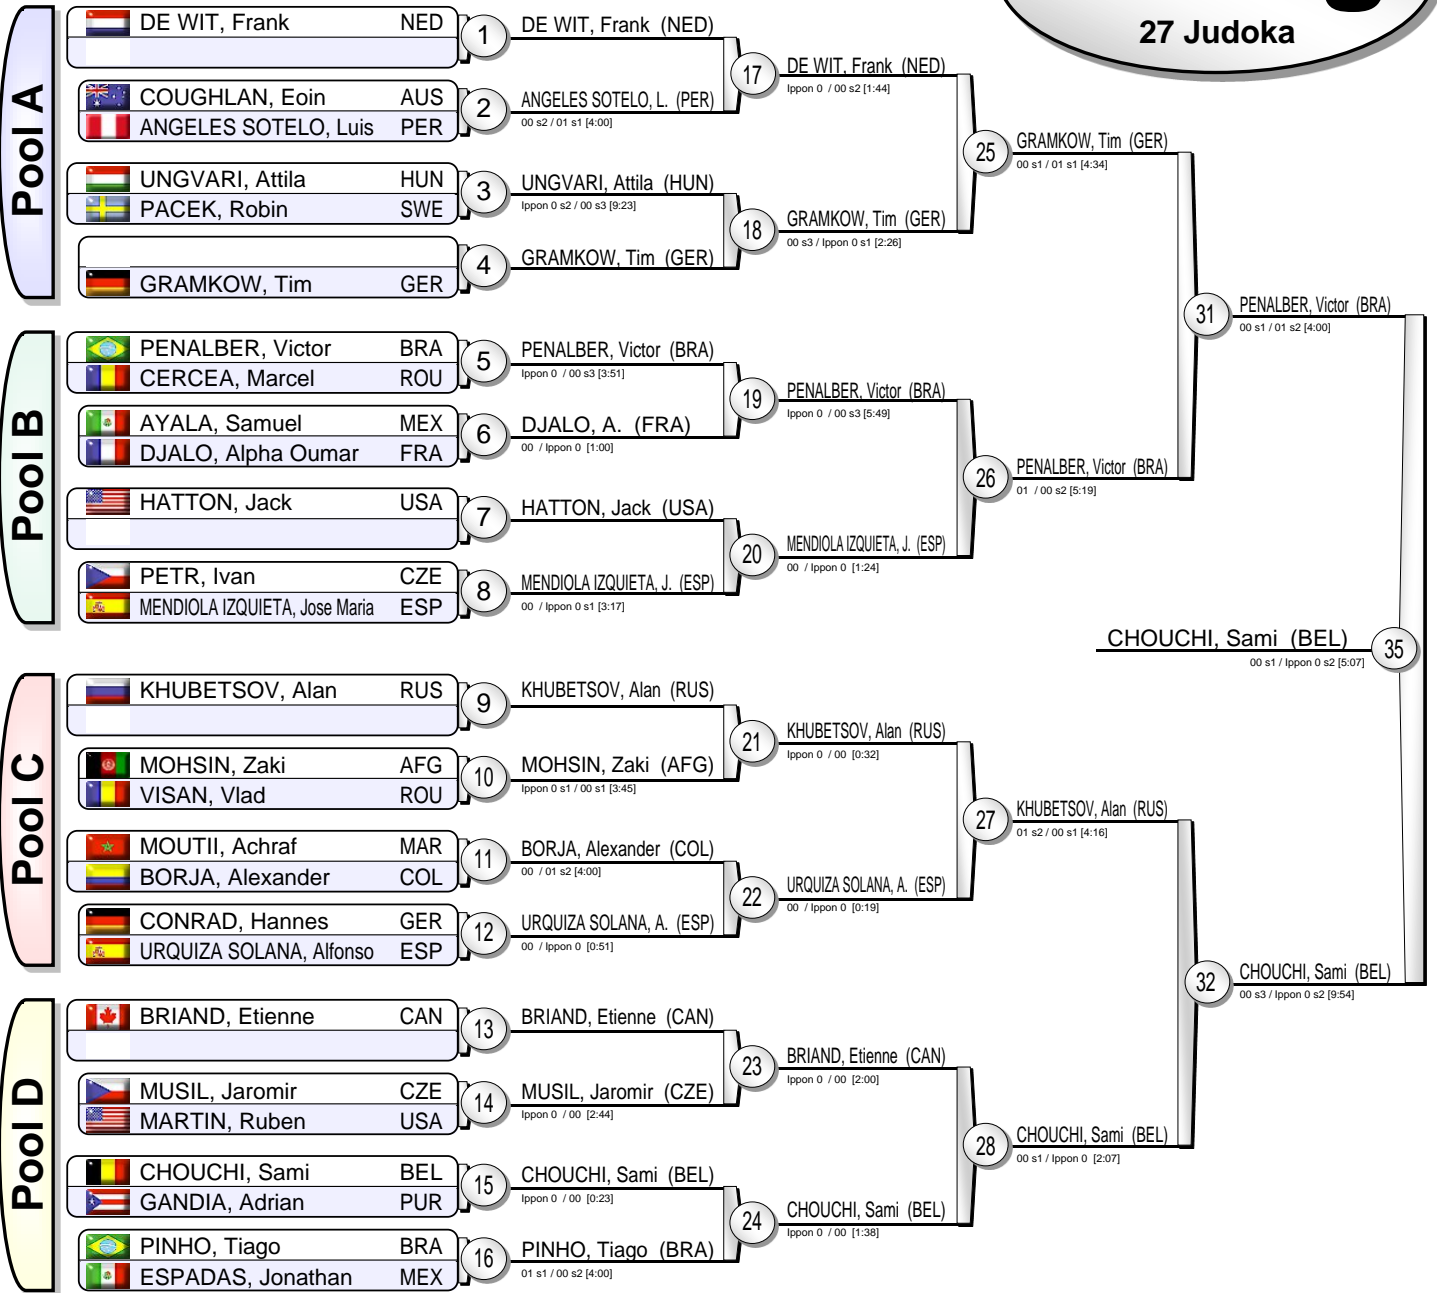 27 Judoka
Pool A
DE WIT, Frank NED
COUGHLAN, Eoin AUS
ANGELES SOTELO, Luis PER
UNGVARI, Attila HUN
PACEK, Robin SWE
GRAMKOW, Tim GER
1
2
3
4
DE WIT, Frank (NED)
ANGELES SOTELO, L. (PER)
00 s2 / 01 s1 [4:00]
UNGVARI, Attila (HUN)
Ippon 0 s2 / 00 s3 [9:23]
GRAMKOW, Tim (GER)
17
DE WIT, Frank (NED)
Ippon 0 / 00 s2 [1:44]
18
GRAMKOW, Tim (GER)
00 s3 / Ippon 0 s1 [2:26]
25
GRAMKOW, Tim (GER)
00 s1 / 01 s1 [4:34]
Pool B
PENALBER, Victor BRA
CERCEA, Marcel ROU
AYALA, Samuel MEX
DJALO, Alpha Oumar FRA
HATTON, Jack USA
PETR, Ivan CZE
MENDIOLA IZQUIETA, Jose Maria ESP
5
6
7
8
PENALBER, Victor (BRA)
Ippon 0 / 00 s3 [3:51]
DJALO, A. (FRA)
00 / Ippon 0 [1:00]
HATTON, Jack (USA)
MENDIOLA IZQUIETA, J. (ESP)
00 / Ippon 0 s1 [3:17]
19
PENALBER, Victor (BRA)
Ippon 0 / 00 s3 [5:49]
20
MENDIOLA IZQUIETA, J. (ESP)
00 / Ippon 0 [1:24]
26
PENALBER, Victor (BRA)
01 / 00 s2 [5:19]
31
PENALBER, Victor (BRA)
00 s1 / 01 s2 [4:00]
CHOUCHI, Sami (BEL)
35
00 s1 / Ippon 0 s2 [5:07]
Pool C
KHUBETSOV, Alan RUS
MOHSIN, Zaki AFG
VISAN, Vlad ROU
MOUTII, Achraf MAR
BORJA, Alexander COL
CONRAD, Hannes GER
URQUIZA SOLANA, Alfonso ESP
9
10
11
12
KHUBETSOV, Alan (RUS)
MOHSIN, Zaki (AFG)
Ippon 0 s1 / 00 s1 [3:45]
BORJA, Alexander (COL)
00 / 01 s2 [4:00]
URQUIZA SOLANA, A. (ESP)
00 / Ippon 0 [0:51]
21
KHUBETSOV, Alan (RUS)
Ippon 0 / 00 [0:32]
22
URQUIZA SOLANA, A. (ESP)
00 / Ippon 0 [0:19]
27
KHUBETSOV, Alan (RUS)
01 s2 / 00 s1 [4:16]
Pool D
BRIAND, Etienne CAN
MUSIL, Jaromir CZE
MARTIN, Ruben USA
CHOUCHI, Sami BEL
GANDIA, Adrian PUR
PINHO, Tiago BRA
ESPADAS, Jonathan MEX
13
14
15
16
BRIAND, Etienne (CAN)
MUSIL, Jaromir (CZE)
Ippon 0 / 00 [2:44]
CHOUCHI, Sami (BEL)
Ippon 0 / 00 [0:23]
PINHO, Tiago (BRA)
01 s1 / 00 s2 [4:00]
23
BRIAND, Etienne (CAN)
Ippon 0 / 00 [2:00]
24
CHOUCHI, Sami (BEL)
Ippon 0 / 00 [1:38]
28
CHOUCHI, Sami (BEL)
00 s1 / Ippon 0 [2:07]
32
CHOUCHI, Sami (BEL)
00 s3 / Ippon 0 s2 [9:54]